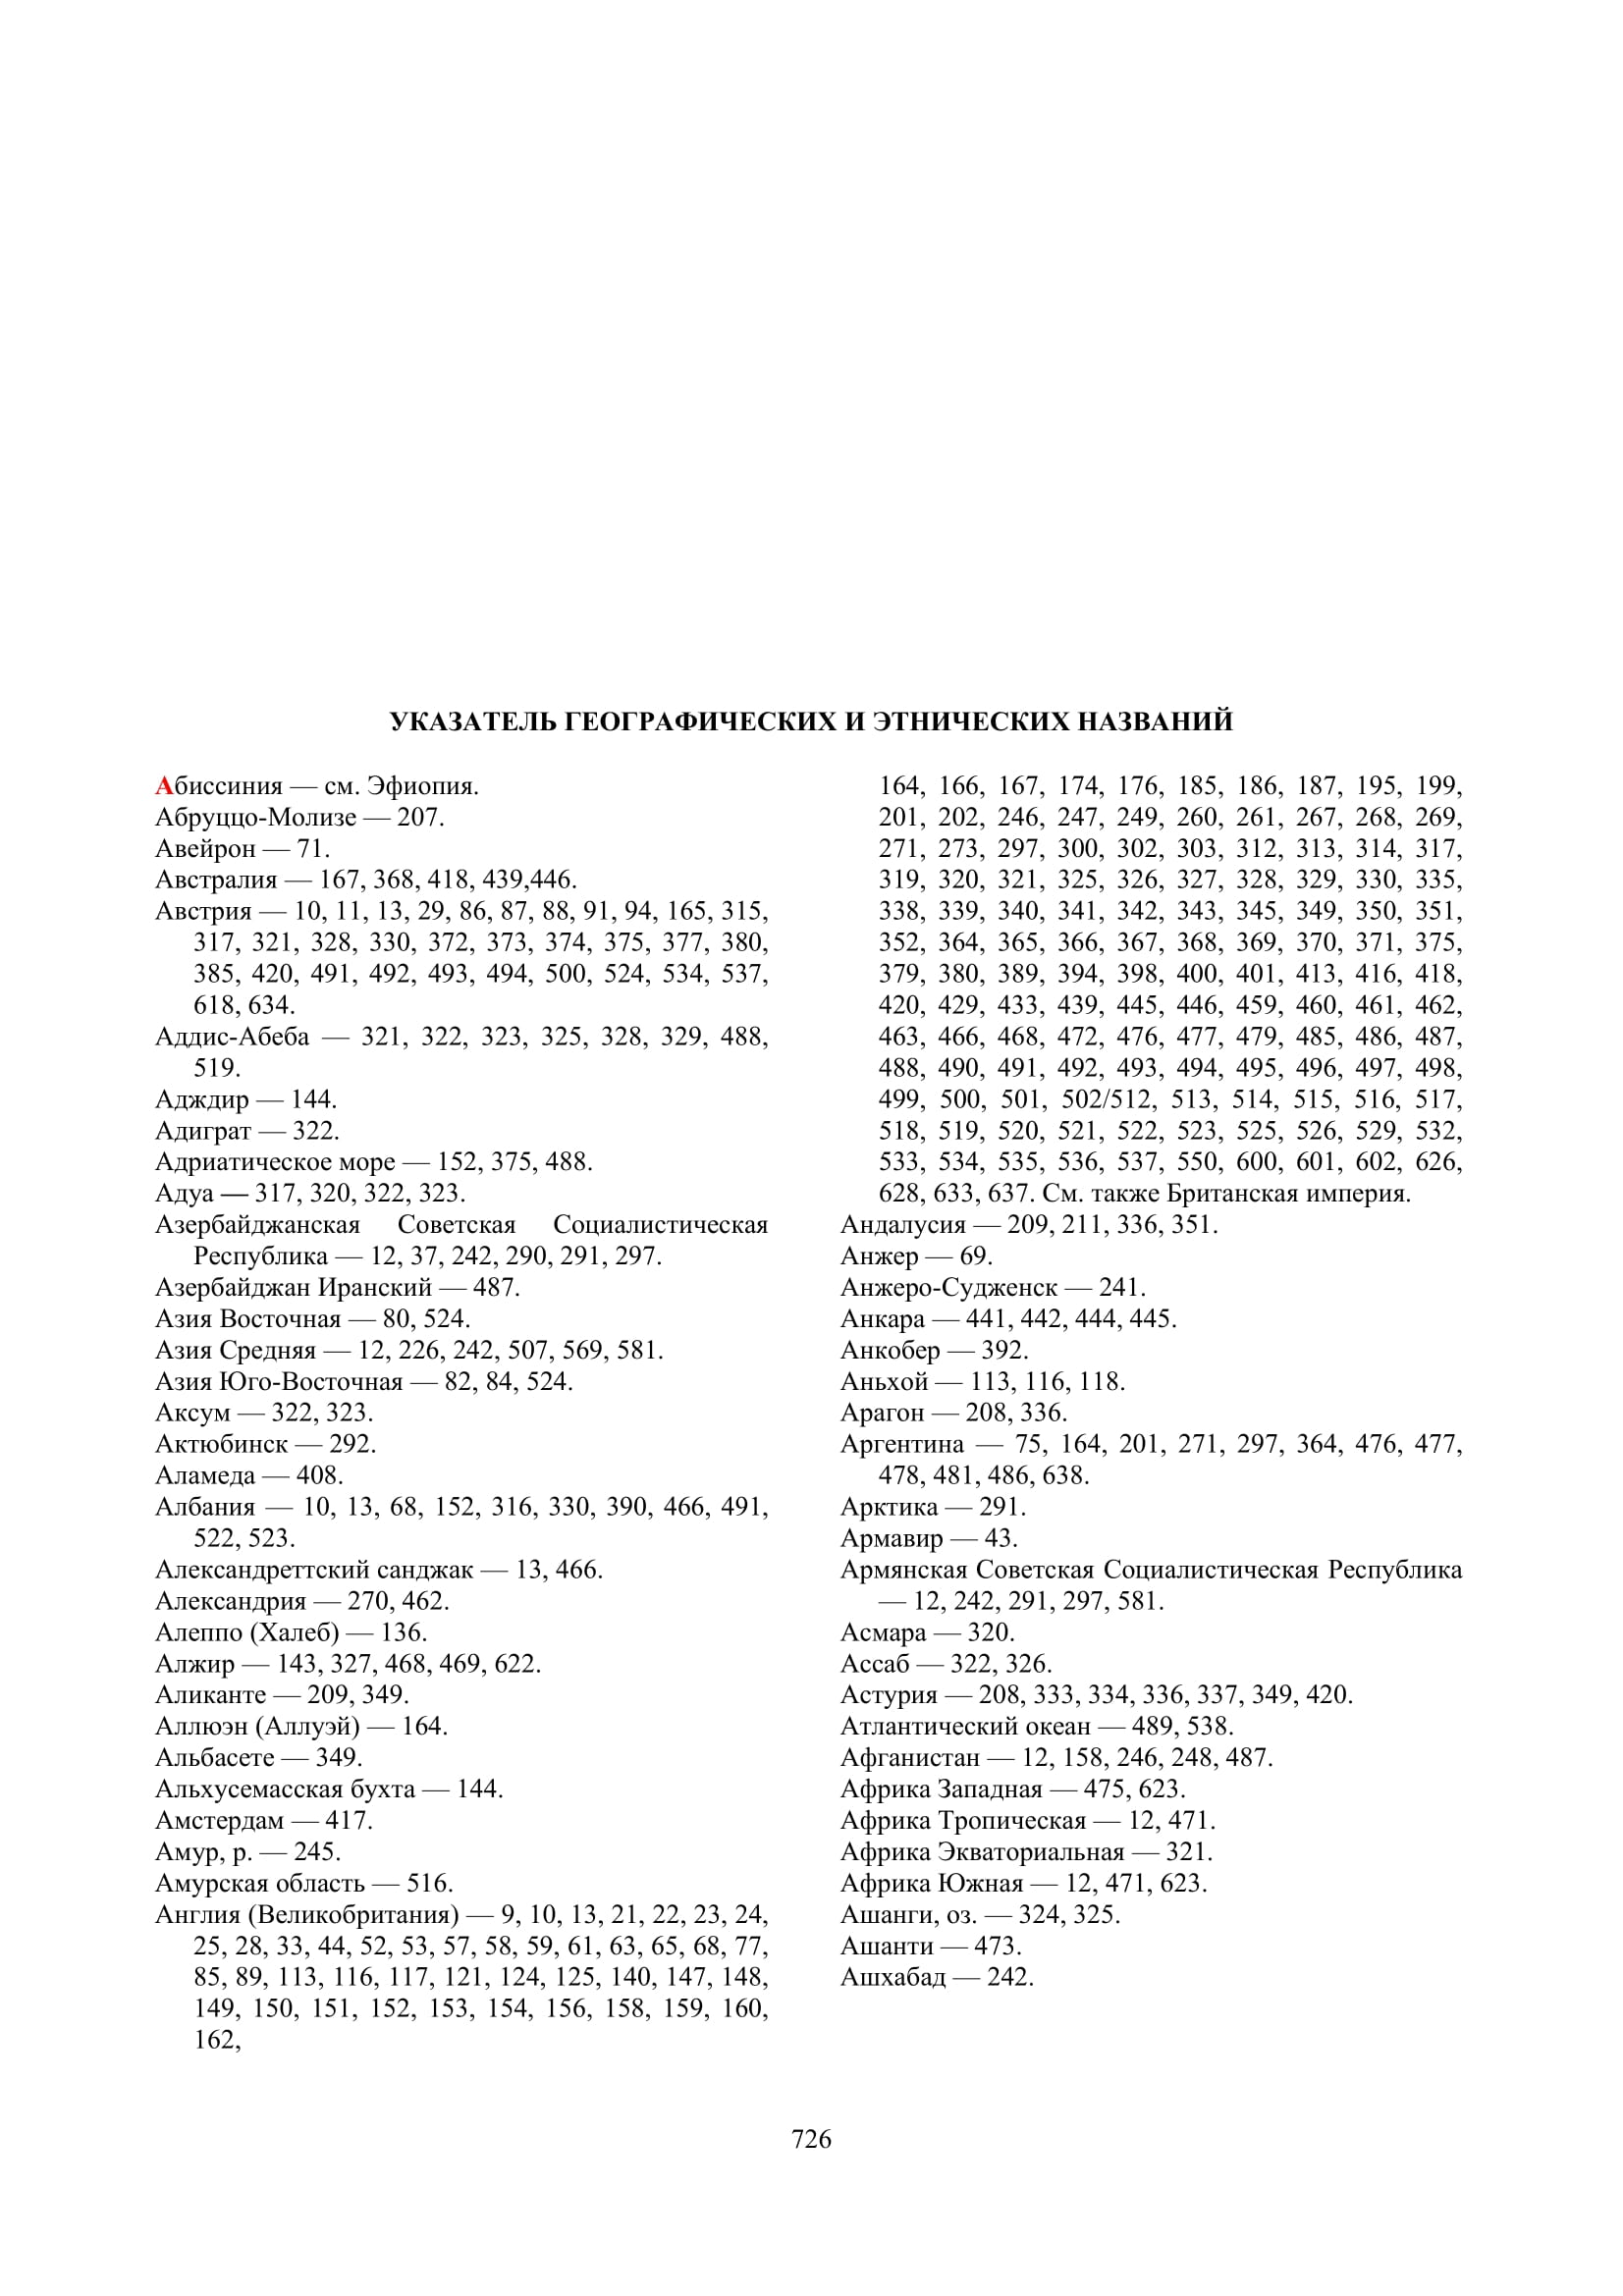 УКАЗАТЕЛЬ ГЕОГРАФИЧЕСКИХ И ЭТНИЧЕСКИХ НАЗВАНИЙ
Абиссиния — см. Эфиопия.
Абруццо-Молизе — 207.
Авейрон — 71.
Австралия — 167, 368, 418, 439,446.
Австрия — 10, 11, 13, 29, 86, 87, 88, 91, 94, 165, 315,
317, 321, 328, 330, 372, 373, 374, 375, 377, 380,
385, 420, 491, 492, 493, 494, 500, 524, 534, 537,
618, 634.
Аддис-Абеба — 321, 322, 323, 325, 328, 329, 488,
519.
Адждир — 144.
Адиграт — 322.
Адриатическое море — 152, 375, 488.
Адуа — 317, 320, 322, 323.
Азербайджанская Советская Социалистическая
Республика — 12, 37, 242, 290, 291, 297.
Азербайджан Иранский — 487.
Азия Восточная — 80, 524.
Азия Средняя — 12, 226, 242, 507, 569, 581.
Азия Юго-Восточная — 82, 84, 524.
Аксум — 322, 323.
Актюбинск — 292.
Аламеда — 408.
Албания — 10, 13, 68, 152, 316, 330, 390, 466, 491,
522, 523.
Александреттский санджак — 13, 466.
Александрия — 270, 462.
Алеппо (Халеб) — 136.
Алжир — 143, 327, 468, 469, 622.
Аликанте — 209, 349.
Аллюэн (Аллуэй) — 164.
Альбасете — 349.
Альхусемасская бухта — 144.
Амстердам — 417.
Амур, р. — 245.
Амурская область — 516.
Англия (Великобритания) — 9, 10, 13, 21, 22, 23, 24,
25, 28, 33, 44, 52, 53, 57, 58, 59, 61, 63, 65, 68, 77,
85, 89, 113, 116, 117, 121, 124, 125, 140, 147, 148,
149, 150, 151, 152, 153, 154, 156, 158, 159, 160,
162,
164, 166, 167, 174, 176, 185, 186, 187, 195, 199,
201, 202, 246, 247, 249, 260, 261, 267, 268, 269,
271, 273, 297, 300, 302, 303, 312, 313, 314, 317,
319, 320, 321, 325, 326, 327, 328, 329, 330, 335,
338, 339, 340, 341, 342, 343, 345, 349, 350, 351,
352, 364, 365, 366, 367, 368, 369, 370, 371, 375,
379, 380, 389, 394, 398, 400, 401, 413, 416, 418,
420, 429, 433, 439, 445, 446, 459, 460, 461, 462,
463, 466, 468, 472, 476, 477, 479, 485, 486, 487,
488, 490, 491, 492, 493, 494, 495, 496, 497, 498,
499, 500, 501, 502/512, 513, 514, 515, 516, 517,
518, 519, 520, 521, 522, 523, 525, 526, 529, 532,
533, 534, 535, 536, 537, 550, 600, 601, 602, 626,
628, 633, 637. См. также Британская империя.
Андалусия — 209, 211, 336, 351.
Анжер — 69.
Анжеро-Судженск — 241.
Анкара — 441, 442, 444, 445.
Анкобер — 392.
Аньхой — 113, 116, 118.
Арагон — 208, 336.
Аргентина — 75, 164, 201, 271, 297, 364, 476, 477,
478, 481, 486, 638.
Арктика — 291.
Армавир — 43.
Армянская Советская Социалистическая Республика
— 12, 242, 291, 297, 581.
Асмара — 320.
Ассаб — 322, 326.
Астурия — 208, 333, 334, 336, 337, 349, 420.
Атлантический океан — 489, 538.
Афганистан — 12, 158, 246, 248, 487.
Африка Западная — 475, 623.
Африка Тропическая — 12, 471.
Африка Экваториальная — 321.
Африка Южная — 12, 471, 623.
Ашанги, оз. — 324, 325.
Ашанти — 473.
Ашхабад — 242.
726